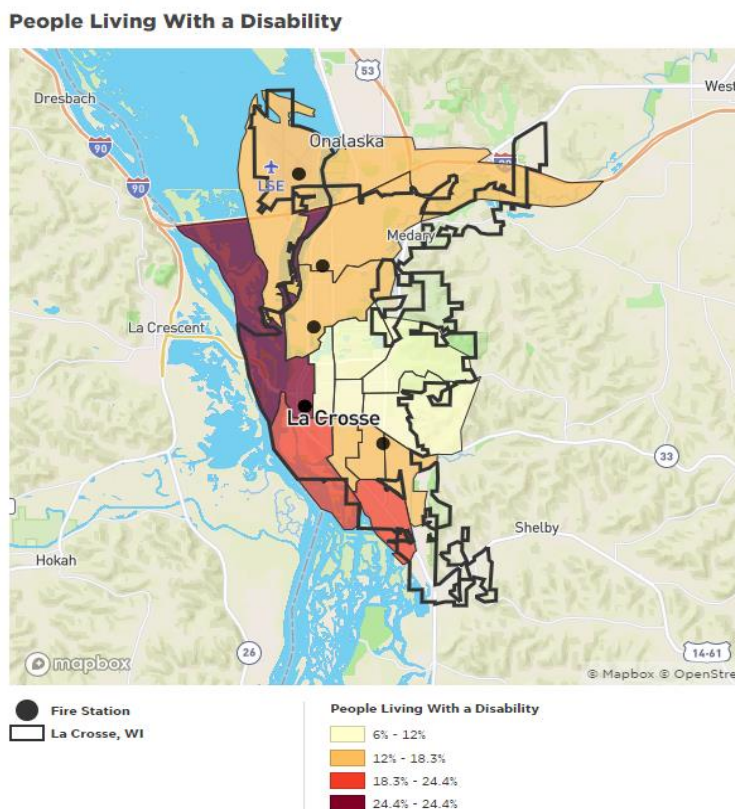 People Living With a Disability
53
Dresbach
West
90
Onalaska
90
LSE
90
Medary
La Crescent
La Crosse
33
Shelby
Hokah
26
14-61
mapbox
© Mapbox © OpenStre
Fire Station
La Crosse, WI
People Living With a Disability
6% - 12%
12% - 18.3%
18.3% - 24.4%
24.4% - 24.4%